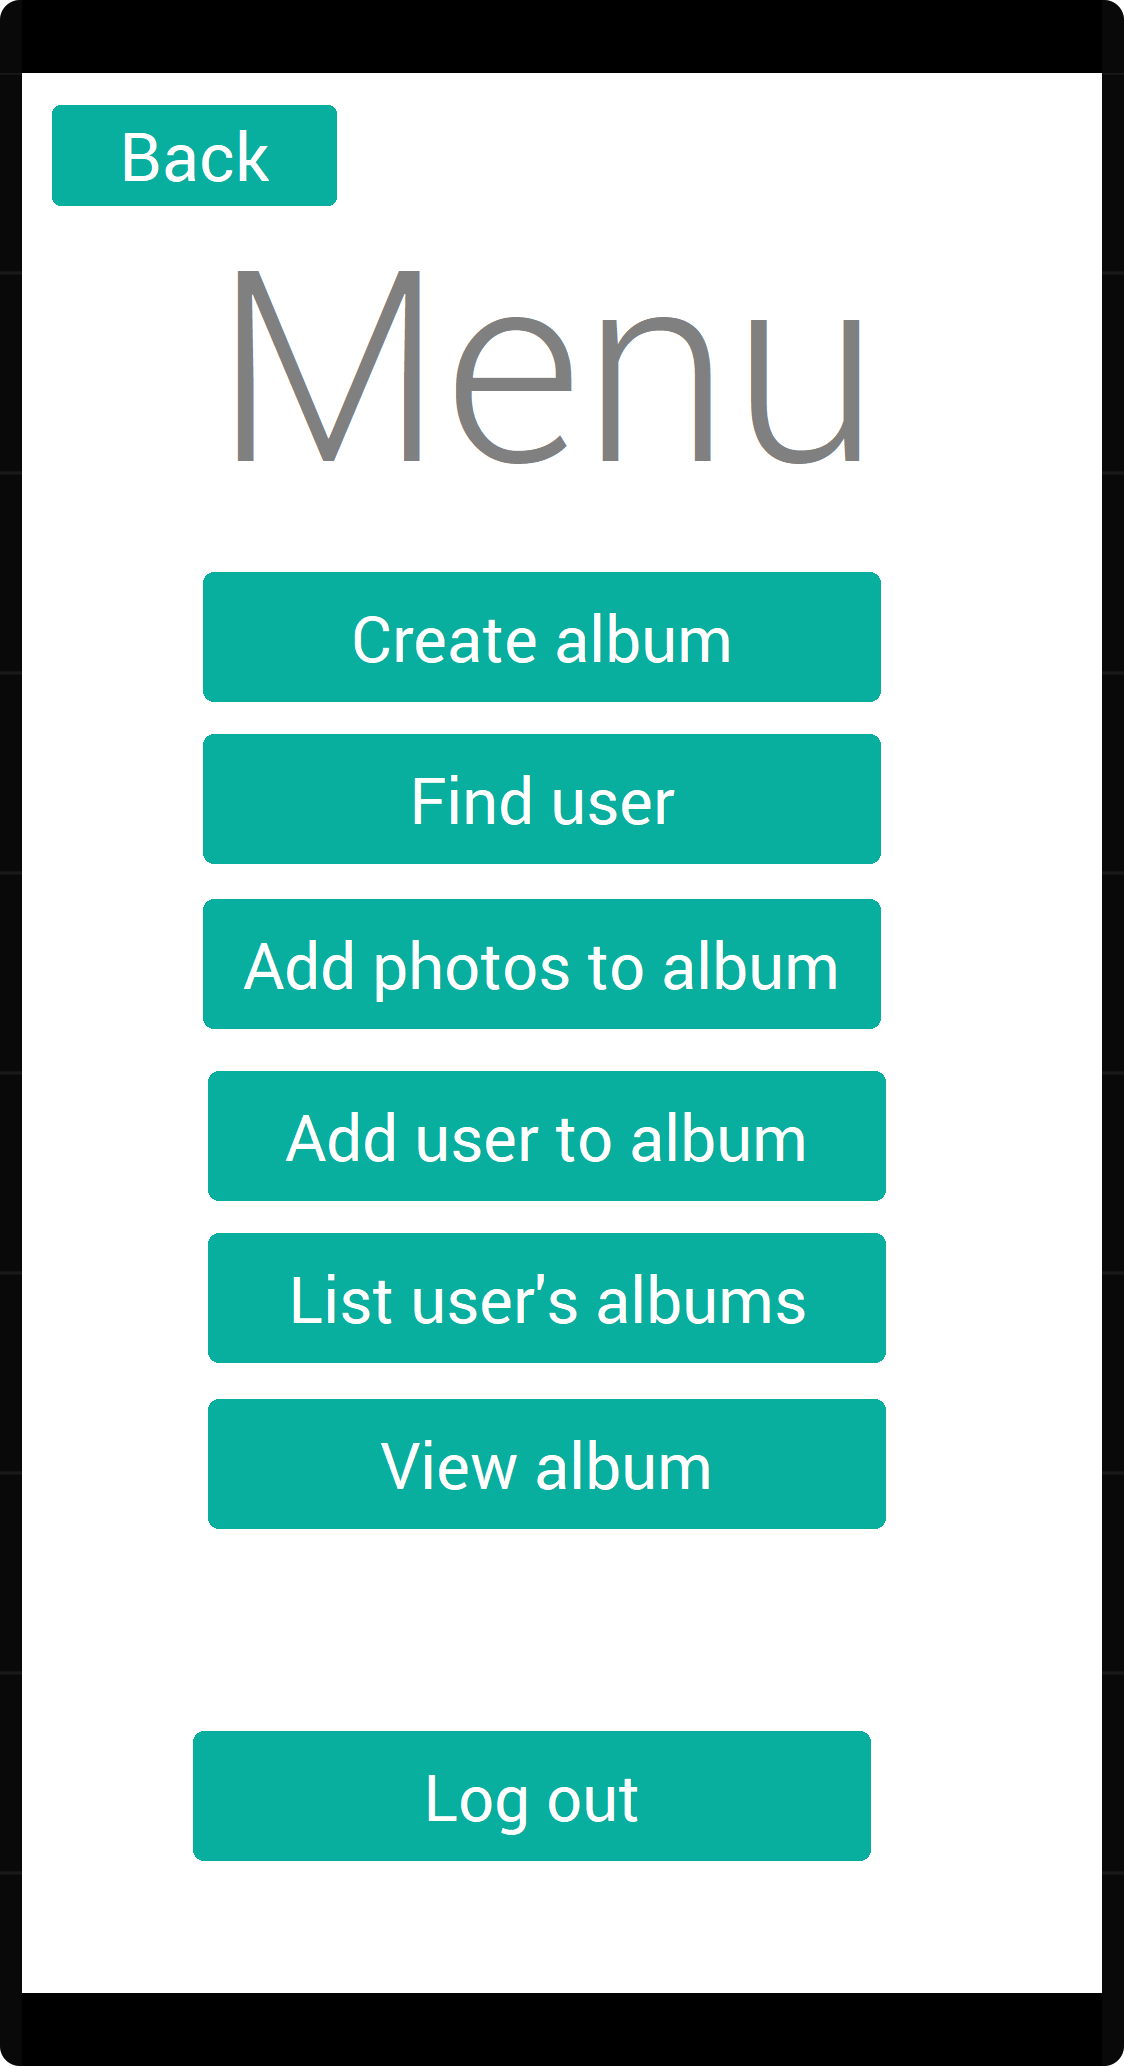 Back
Menu
Create album
Find user
Add photos to album
Add user to album
List user's albums
View album
Log out